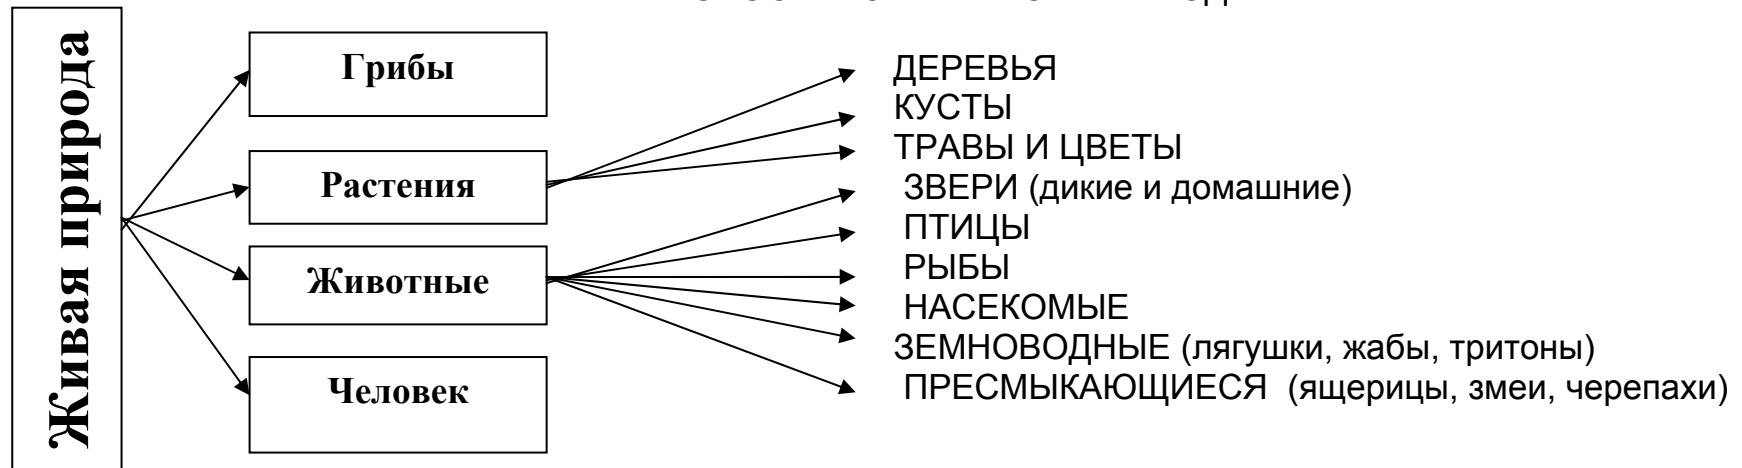 Живая природа
Грибы
Растения
Животные
Человек
ДЕРЕВЬЯ
КУСТЫ
ТРАВЫ И ЦВЕТЫ
ЗВЕРИ (дикие и домашние)
ПТИЦЫ
РЫБЫ
НАСЕКОМЫЕ
ЗЕМНОВОДНЫЕ (лягушки, жабы, тритоны)
ПРЕСМЫКАЮЩИЕСЯ (ящерицы, змеи, черепахи)